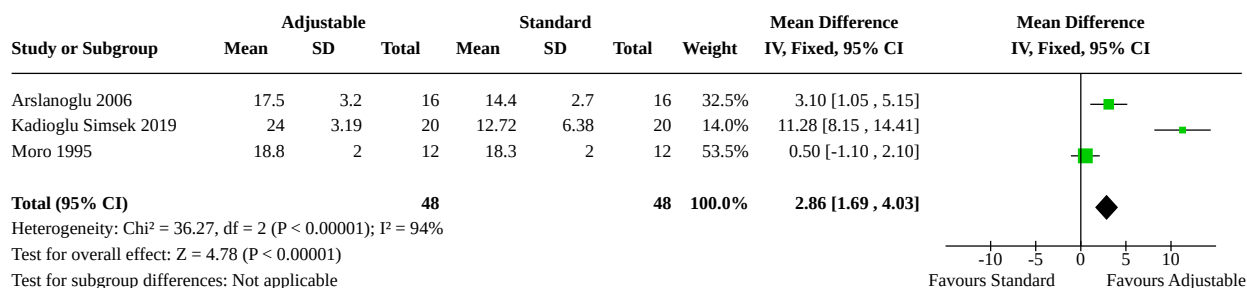 Adjustable Standard Mean Difference Mean Difference
Study or Subgroup Mean SD Total Mean SD Total Weight IV, Fixed, 95% CI IV, Fixed, 95% CI
Arslanoglu 2006 17.5 3.2 16 14.4 2.7 16 32.5% 3.10 [1.05 , 5.15]
Kadioglu Simsek 2019 24 3.19 20 12.72 6.38 20 14.0% 11.28 [8.15 , 14.41]
Moro 1995 18.8 2 12 18.3 2 12 53.5% 0.50 [-1.10 , 2.10]
Total (95% CI) 48 48 100.0% 2.86 [1.69 , 4.03]
Heterogeneity: Chi² = 36.27, df = 2 (P < 0.00001); I² = 94%
Test for overall effect: Z = 4.78 (P < 0.00001) -10 -5 0 5 10
Test for subgroup differences: Not applicable Favours Standard Favours Adjustable